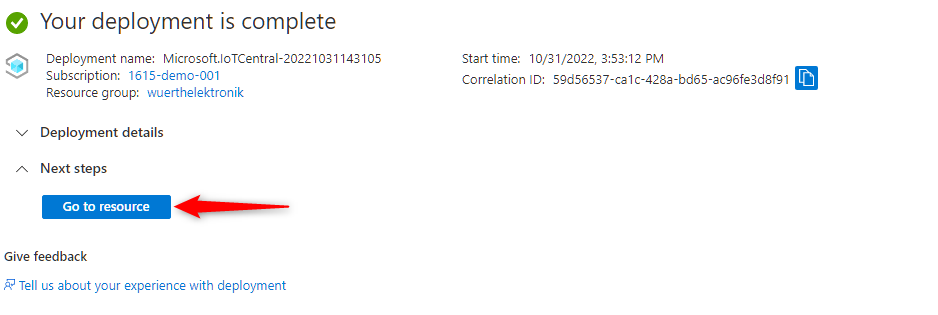 Your deployment is complete
Deployment name: Microsoft.IoTCentral-20221031143105
Subscription: 1615-demo-001
Resource group: wuerthelektronik
Start time: 10/31/2022, 3:53:12 PM
Correlation ID: 59d56537-ca1c-428a-bd65-ac96fe3d8f91
Deployment details
Next steps
Go to resource
Give feedback
Tell us about your experience with deployment